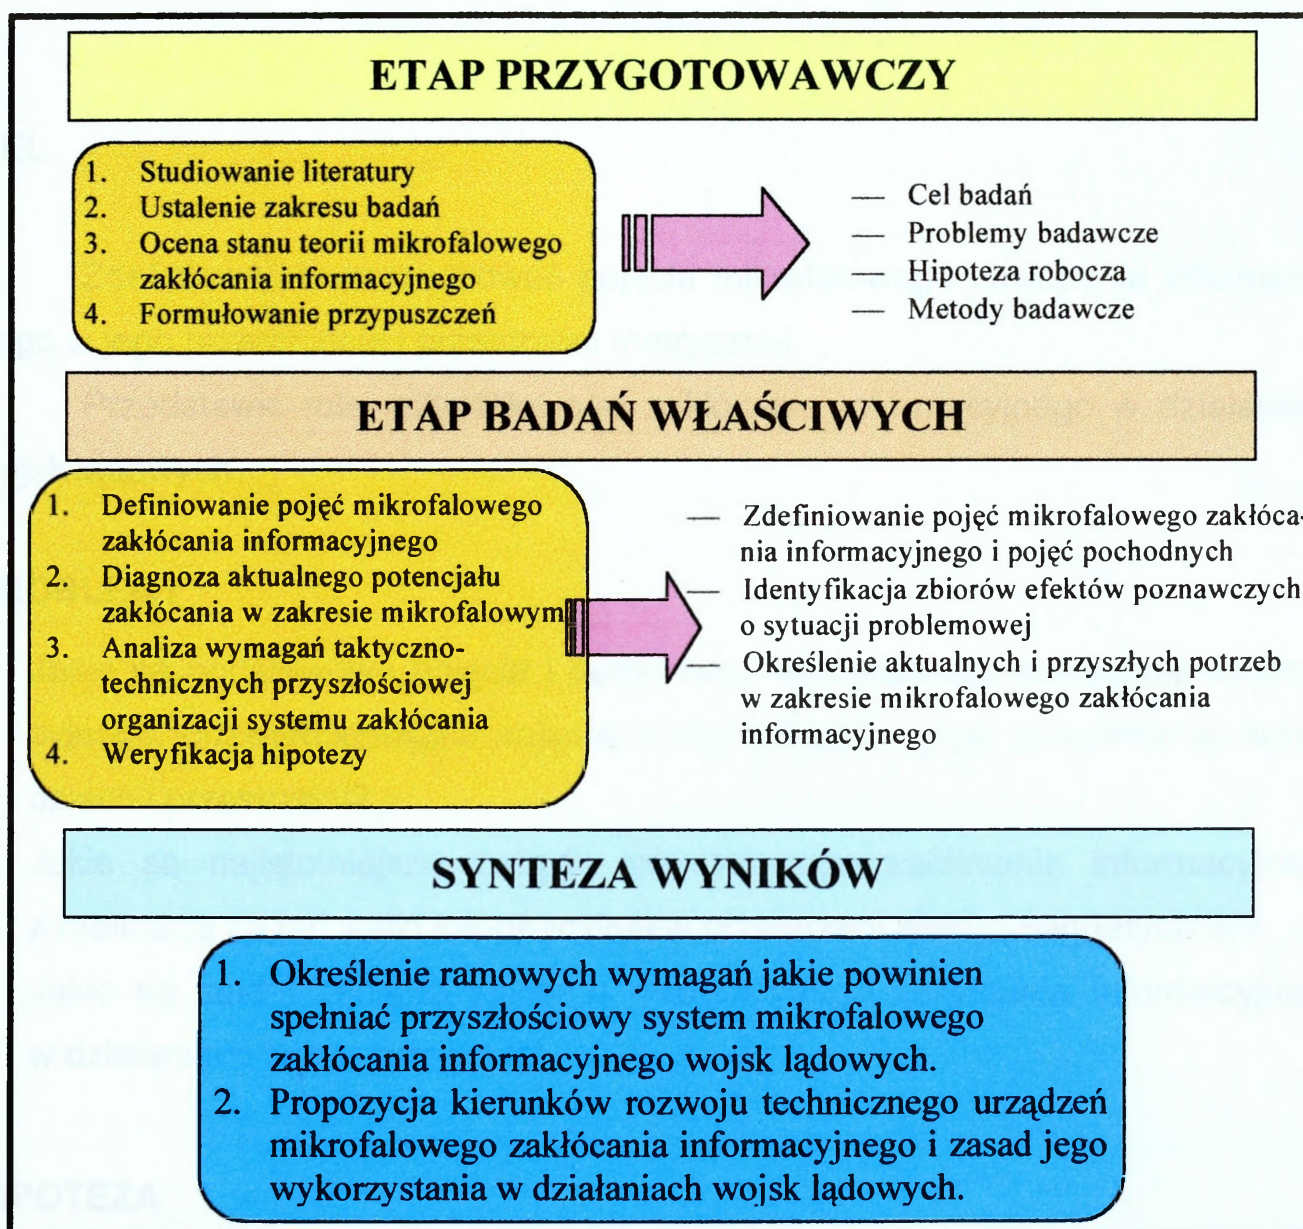 ETAP PRZYGOTOWAWCZY
1. Studiowanie literatury
2. Ustalenie zakresu badań
3. Ocena stanu teorii mikrofalowego
zakłócania informacyjnego
4. Formułowanie przypuszczeń
— Cel badań
— Problemy badawcze
— Hipoteza robocza
— Metody badawcze
ETAP BADAŃ WŁAŚCIWYCH
1. Definiowanie pojęć mikrofalowego
zakłócania informacyjnego
2. Diagnoza aktualnego potencjału
zakłócania w zakresie mikrofalowym
3. Analiza wymagań taktyczno-
technicznych przyszłościowej
organizacji systemu zakłócania
4. Weryfikacja hipotezy
— Zdefiniowanie pojęć mikrofalowego zakłóca-
nia informacyjnego i pojęć pochodnych
— Identyfikacja zbiorów efektów poznawczych
o sytuacji problemowej
— Określenie aktualnych i przyszłych potrzeb
w zakresie mikrofalowego zakłócania
informacyjnego
SYNTEZA WYNIKÓW
1. Określenie ramowych wymagań jakie powinien
spełniać przyszłościowy system mikrofalowego
zakłócania informacyjnego wojsk lądowych.
2. Propozycja kierunków rozwoju technicznego urządzeń
mikrofalowego zakłócania informacyjnego i zasad jego
wykorzystania w działaniach wojsk lądowych.